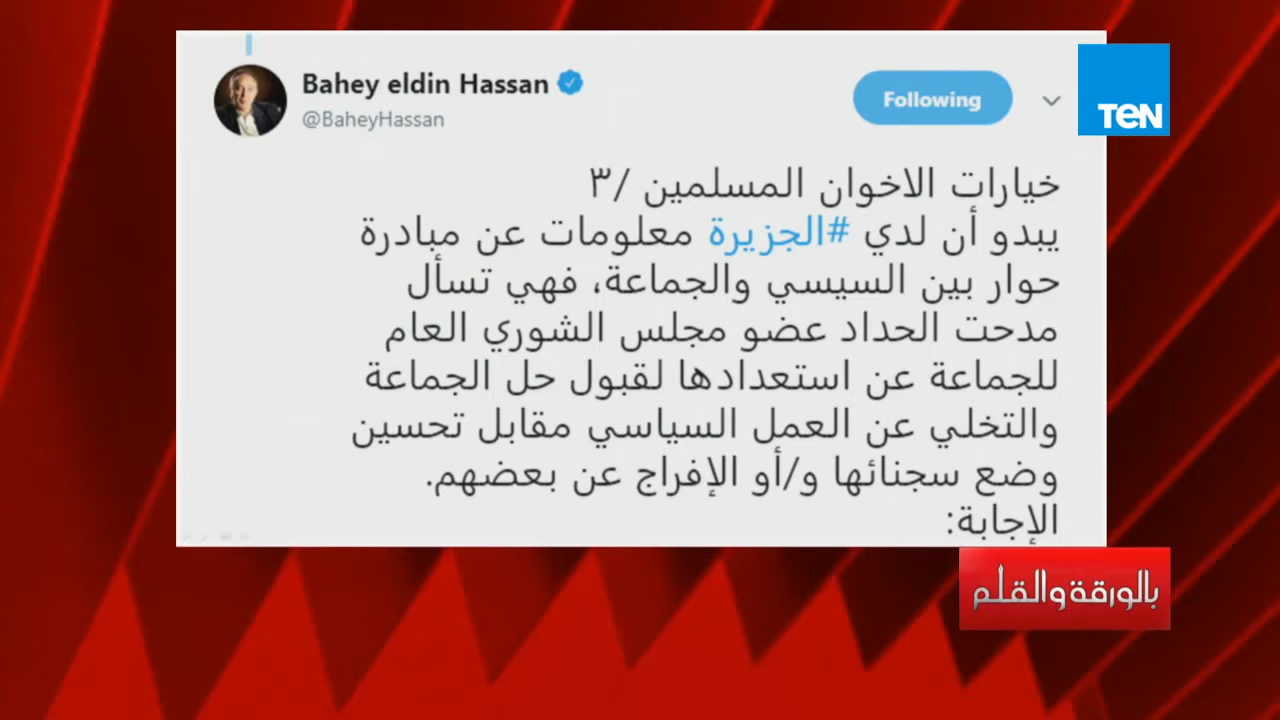 Bahey eldin Hassan
@BaheyHassan
Following
TEN
خيارات الاخوان المسلمين /٣
يبدو أن لدي #الجزيرة معلومات عن مبادرة
حوار بين السيسي والجماعة، فهي تسأل
مدحت الحداد عضو مجلس الشوري العام
للجماعة عن استعدادها لقبول حل الجماعة
والتخلي عن العمل السياسي مقابل تحسين
وضع سجنائها و/أو الإفراج عن بعضهم.
الإجابة:
بالورقة والقلم